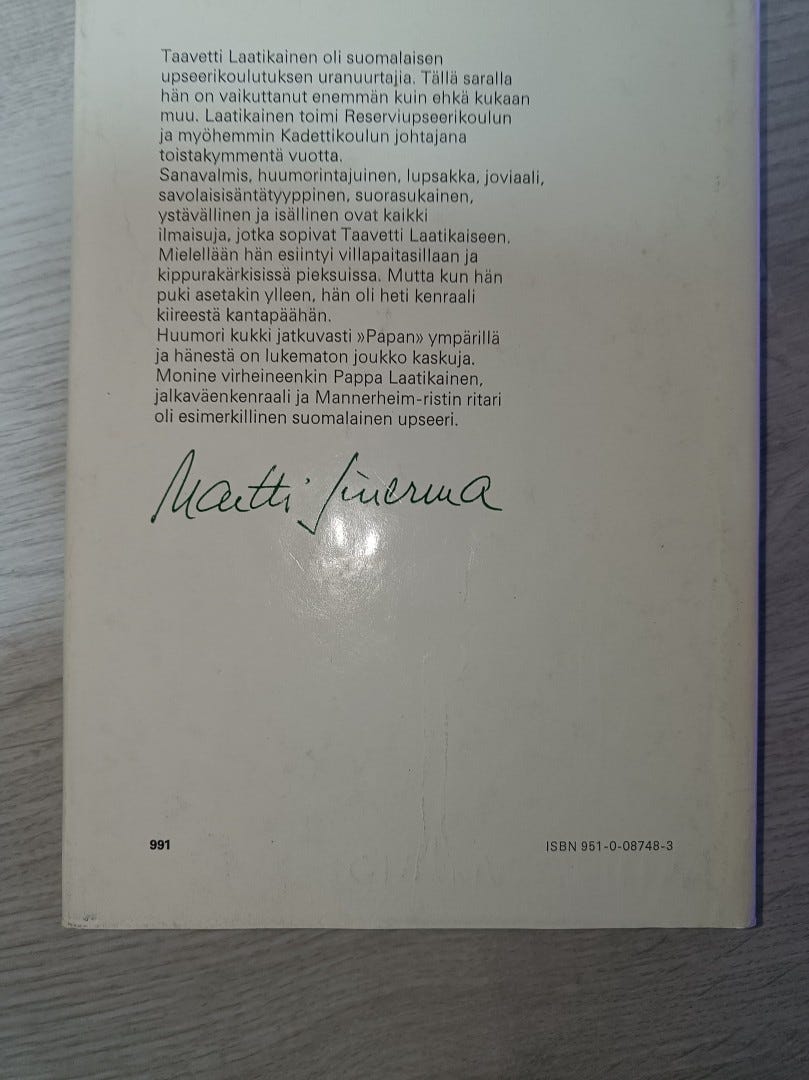 Taavetti Laatikainen oli suomalaisen
upseerikoulutuksen uranuurtajia. Tällä saralla
hän on vaikuttanut enemmän kuin ehkä kukaan
muu. Laatikainen toimi Reserviupseerikoulun
ja myöhemmin Kadettikoulun johtajana
toistakymmentä vuotta.
Sanavalmis, huumorintajuinen, lupsakka, joviaali,
savolaisisäntätyyppinen, suorasukainen,
ystävällinen ja isällinen ovat kaikki
ilmaisuja, jotka sopivat Taavetti Laatikaiseen.
Mielellään hän esiintyi villapaitasillaan ja
kippurakärkisissä pieksuissa. Mutta kun hän
puki asetakin ylleen, hän oli heti kenraali
kiireestä kantapäähän.
Huumori kukki jatkuvasti »Papan» ympärillä
ja hänestä on lukematon joukko kaskuja.
Monine virheineenkin Pappa Laatikainen,
jalkaväenkenraali ja Mannerheim-ristin ritari
oli esimerkillinen suomalainen upseeri.
Martti Sinerma
991
ISBN 951-0-08748-3